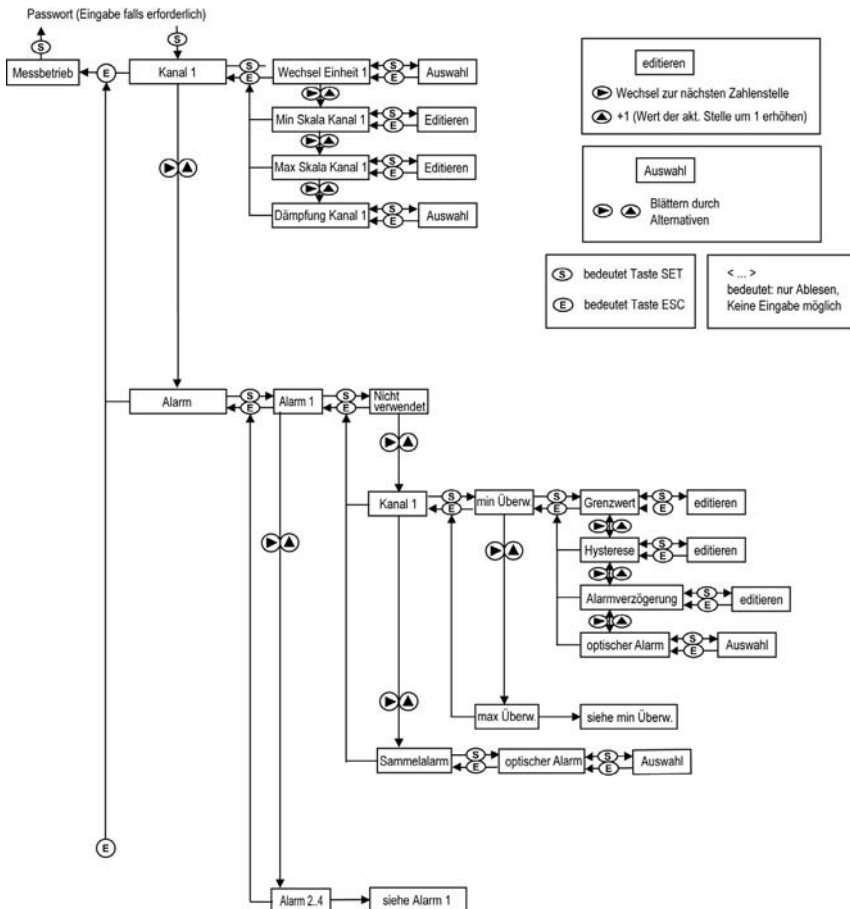 Passwort (Eingabe falls erforderlich)
S
S
Messbetrieb
E
Kanal 1
S
E
Wechsel Einheit 1
S
E
Auswahl
Min Skala Kanal 1
S
E
Editieren
Max Skala Kanal 1
S
E
Editieren
Dämpfung Kanal 1
S
E
Auswahl
editieren
Wechsel zur nächsten Zahlenstelle
+1 (Wert der akt. Stelle um 1 erhöhen)
Auswahl
Blättern durch
Alternativen
S bedeutet Taste SET
E bedeutet Taste ESC
< ... >
bedeutet: nur Ablesen,
Keine Eingabe möglich
Alarm
S
E
Alarm 1
S
E
Nicht
verwendet
Kanal 1
S
E
min Überw.
S
E
Grenzwert
S
E
editieren
Hysterese
S
E
editieren
Alarmverzögerung
S
E
editieren
optischer Alarm
S
E
Auswahl
max Überw.
siehe min Überw.
Sammelalarm
S
E
optischer Alarm
S
E
Auswahl
E
Alarm 2..4
siehe Alarm 1